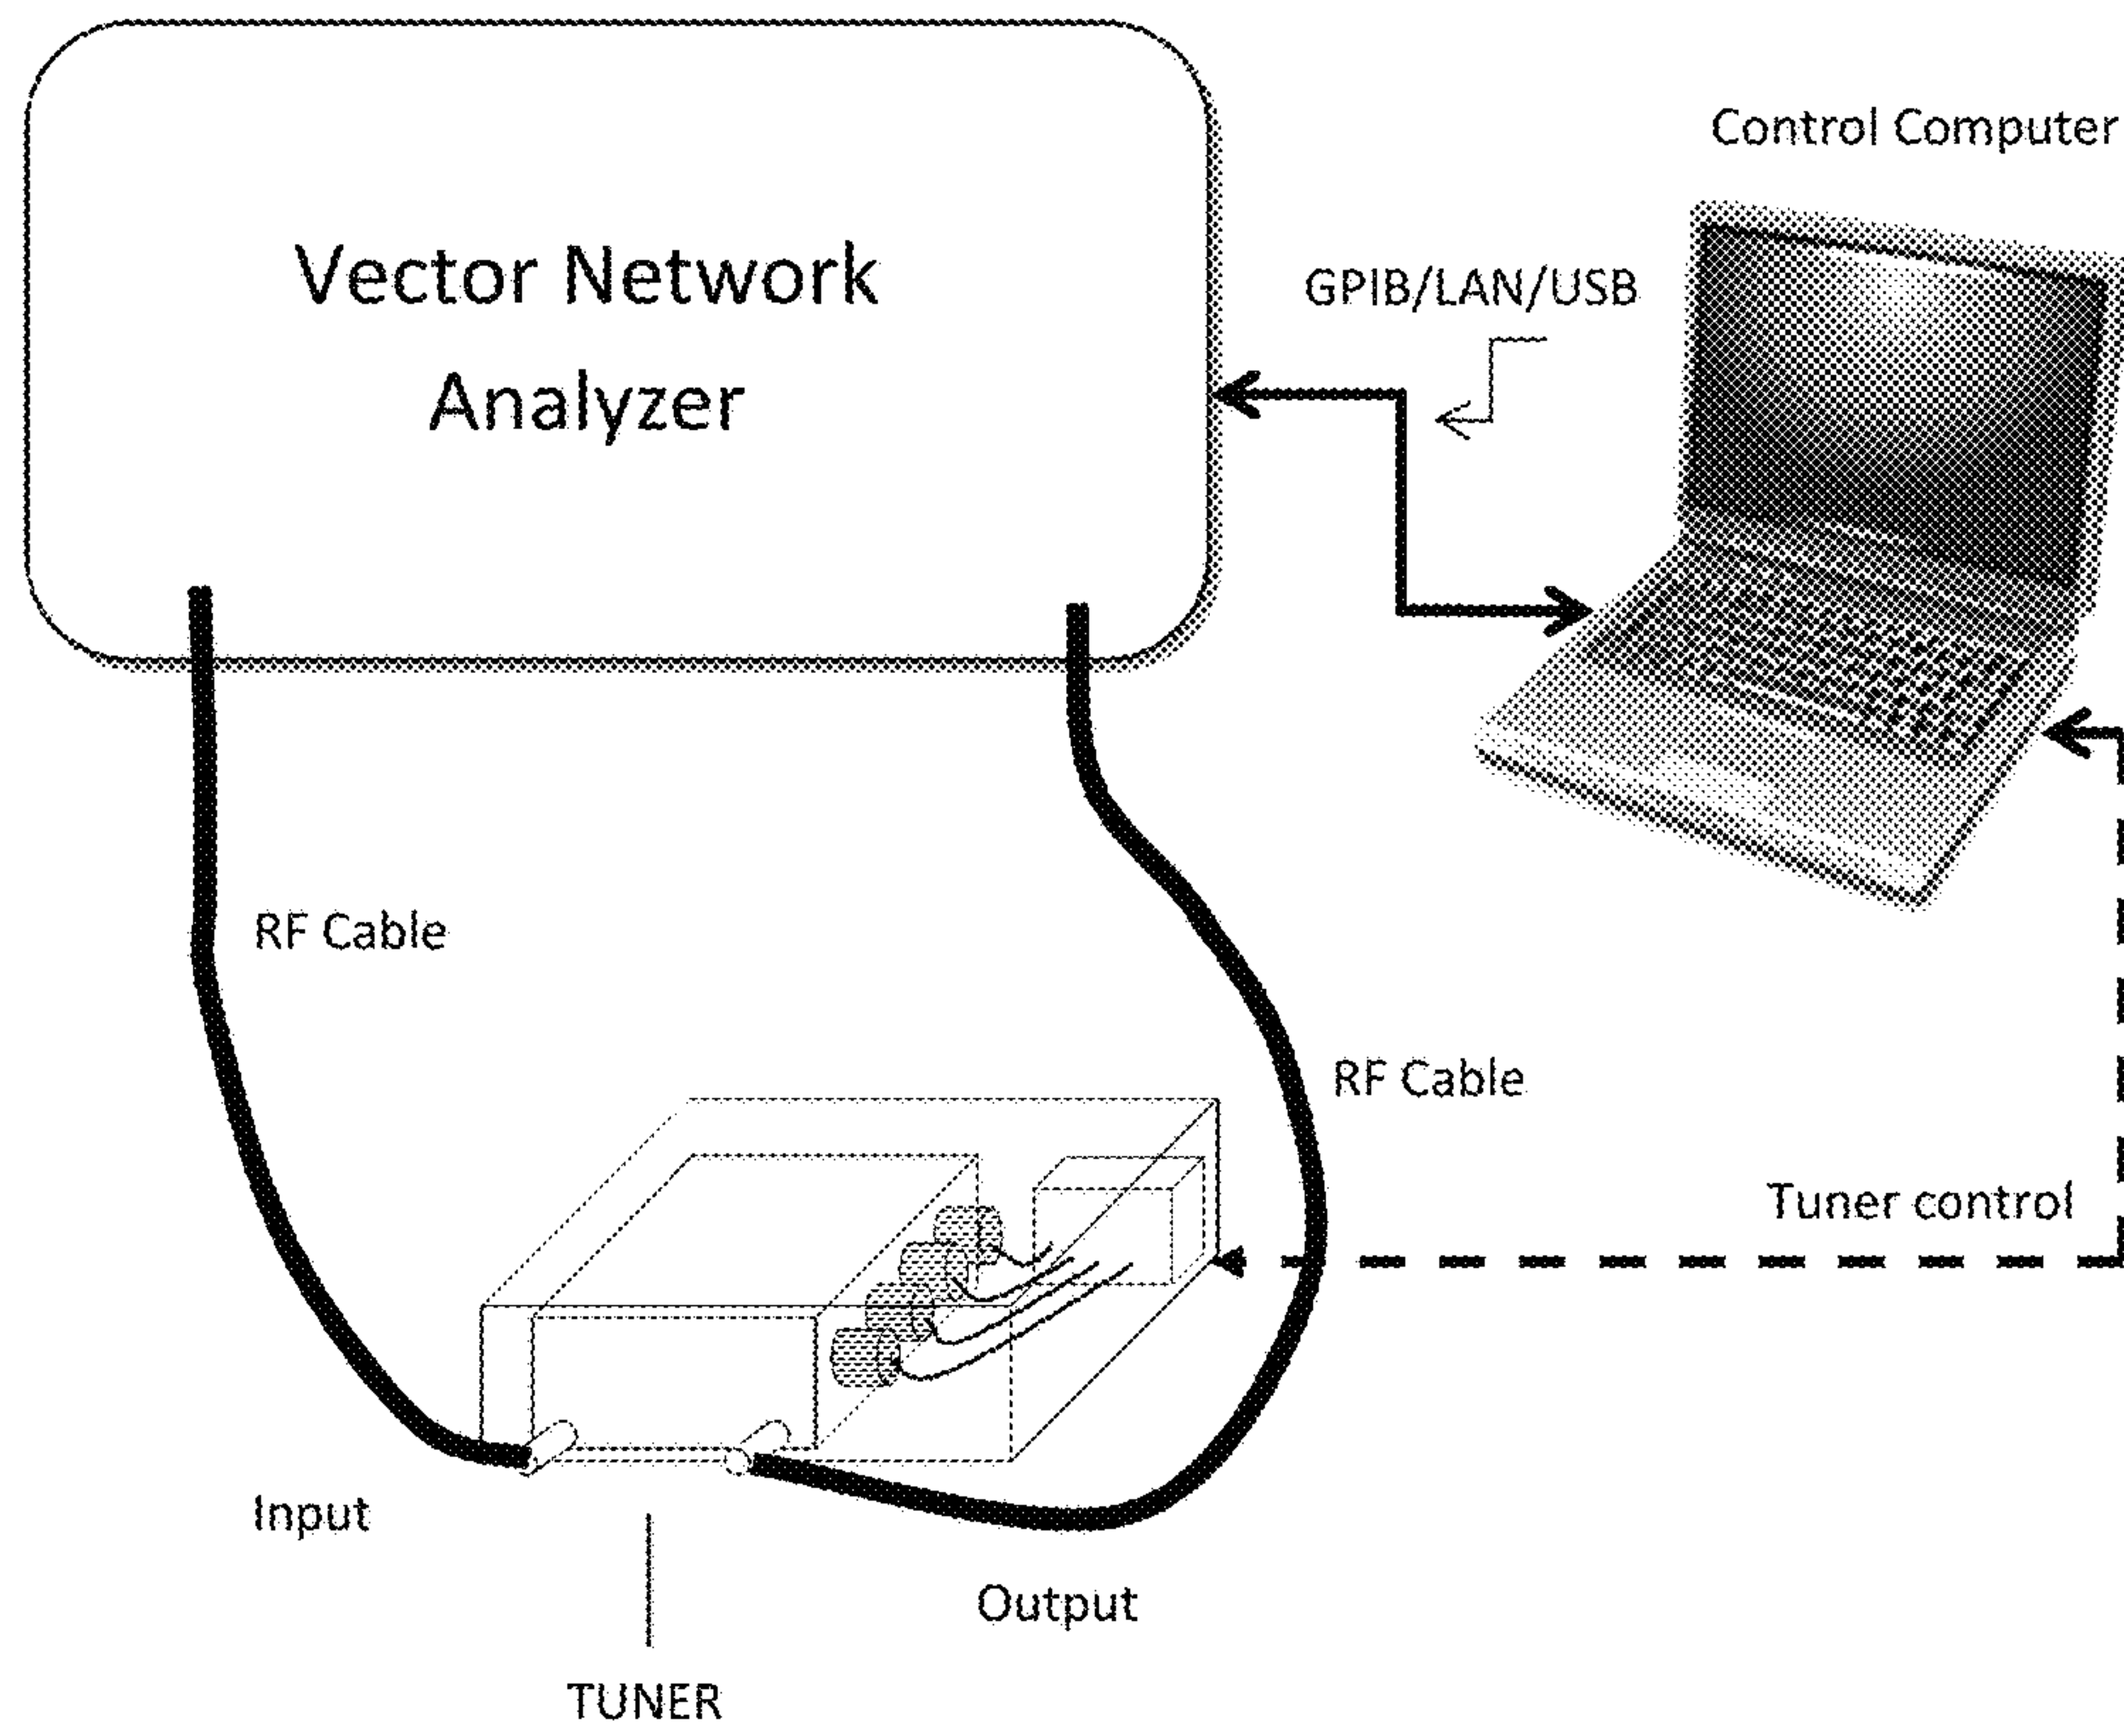 Control Computer
Vector Network
Analyzer
GPIB/LAN/USB
RF Cable
RF Cable
Tuner control
Input
Output
TUNER